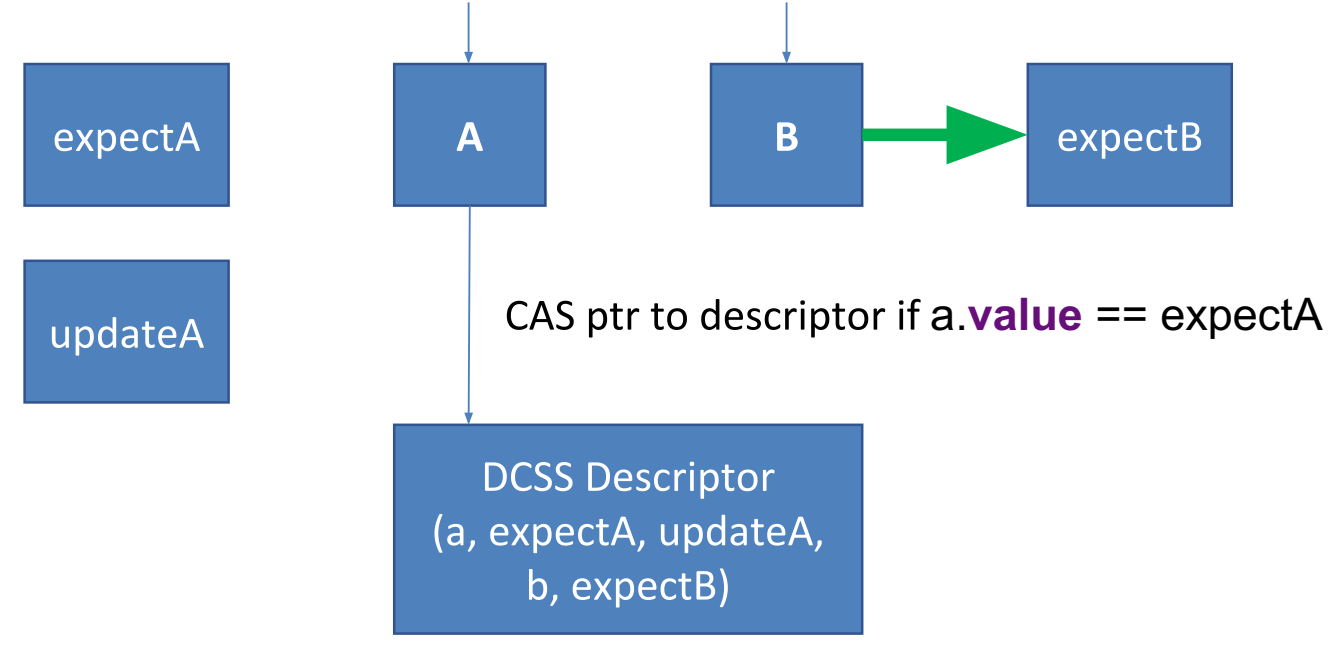 expectA
A
B
expectB
updateA
CAS ptr to descriptor if a.value == expectA
DCSS Descriptor
(a, expectA, updateA,
b, expectB)